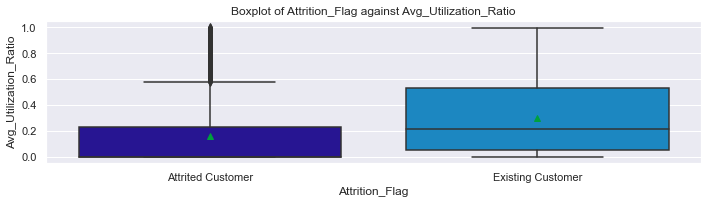 Boxplot of Attrition_Flag against Avg_Utilization_Ratio
Avg_Utilization_Ratio
1.0
0.8
0.6
0.4
0.2
0.0
Attrited Customer
Existing Customer
Attrition_Flag